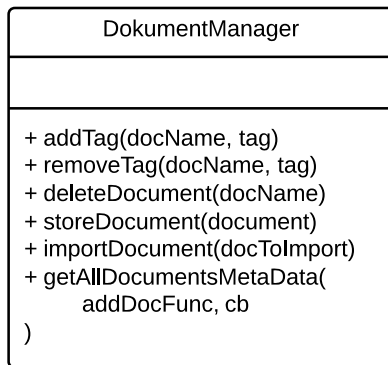 DokumentManager
+ addTag(docName, tag)
+ removeTag(docName, tag)
+ deleteDocument(docName)
+ storeDocument(document)
+ importDocument(docToImport)
+ getAllDocumentsMetaData(
addDocFunc, cb
)